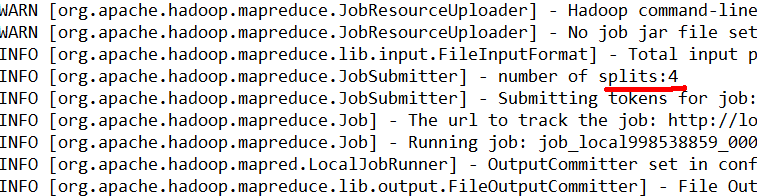 WARN [org.apache.hadoop.mapreduce.JobResourceUploader] - Hadoop command-line
WARN [org.apache.hadoop.mapreduce.JobResourceUploader] - No job jar file set
INFO [org.apache.hadoop.mapreduce.lib.input.FileInputFormat] - Total input p
INFO [org.apache.hadoop.mapreduce.JobSubmitter] - number of splits:4
INFO [org.apache.hadoop.mapreduce.JobSubmitter] - Submitting tokens for job:
INFO [org.apache.hadoop.mapreduce.Job] - The url to track the job: http://lo
INFO [org.apache.hadoop.mapreduce.Job] - Running job: job_local998538859_000
INFO [org.apache.hadoop.mapred.LocalJobRunner] - OutputCommitter set in conf
INFO [org.apache.hadoop.mapreduce.lib.output.FileOutputCommitter] - File Out